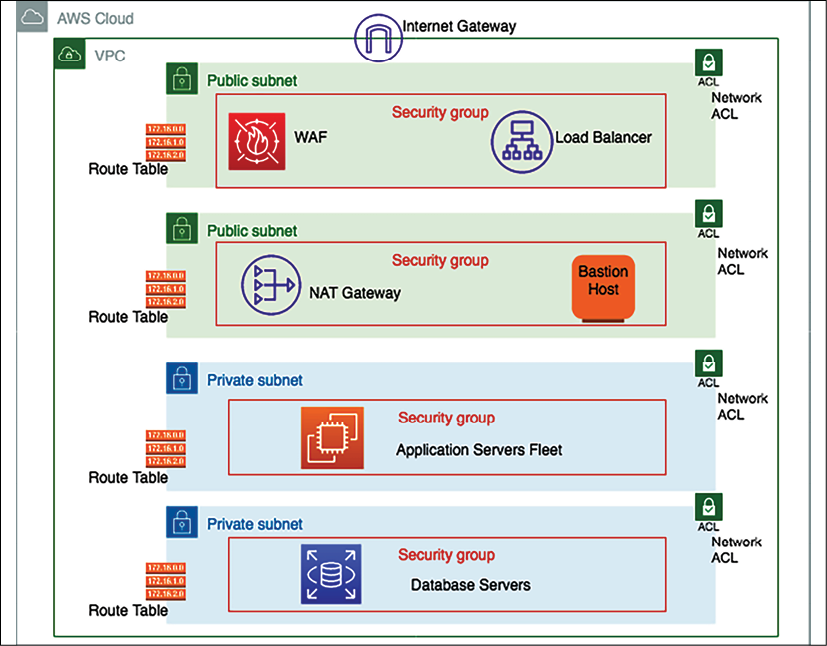 AWS Cloud
Internet Gateway
VPC
Public subnet
ACL
Network
ACL
Security group
WAF
Load Balancer
172.16.0.0
172.16.1.0
172.16.2.0
Route Table
Public subnet
ACL
Network
ACL
Security group
NAT Gateway
Bastion
Host
172.16.0.0
172.16.1.0
172.16.2.0
Route Table
Private subnet
ACL
Network
ACL
Security group
Application Servers Fleet
172.16.0.0
172.16.1.0
172.16.2.0
Route Table
Private subnet
ACL
Network
ACL
Security group
Database Servers
172.16.0.0
172.16.1.0
172.16.2.0
Route Table